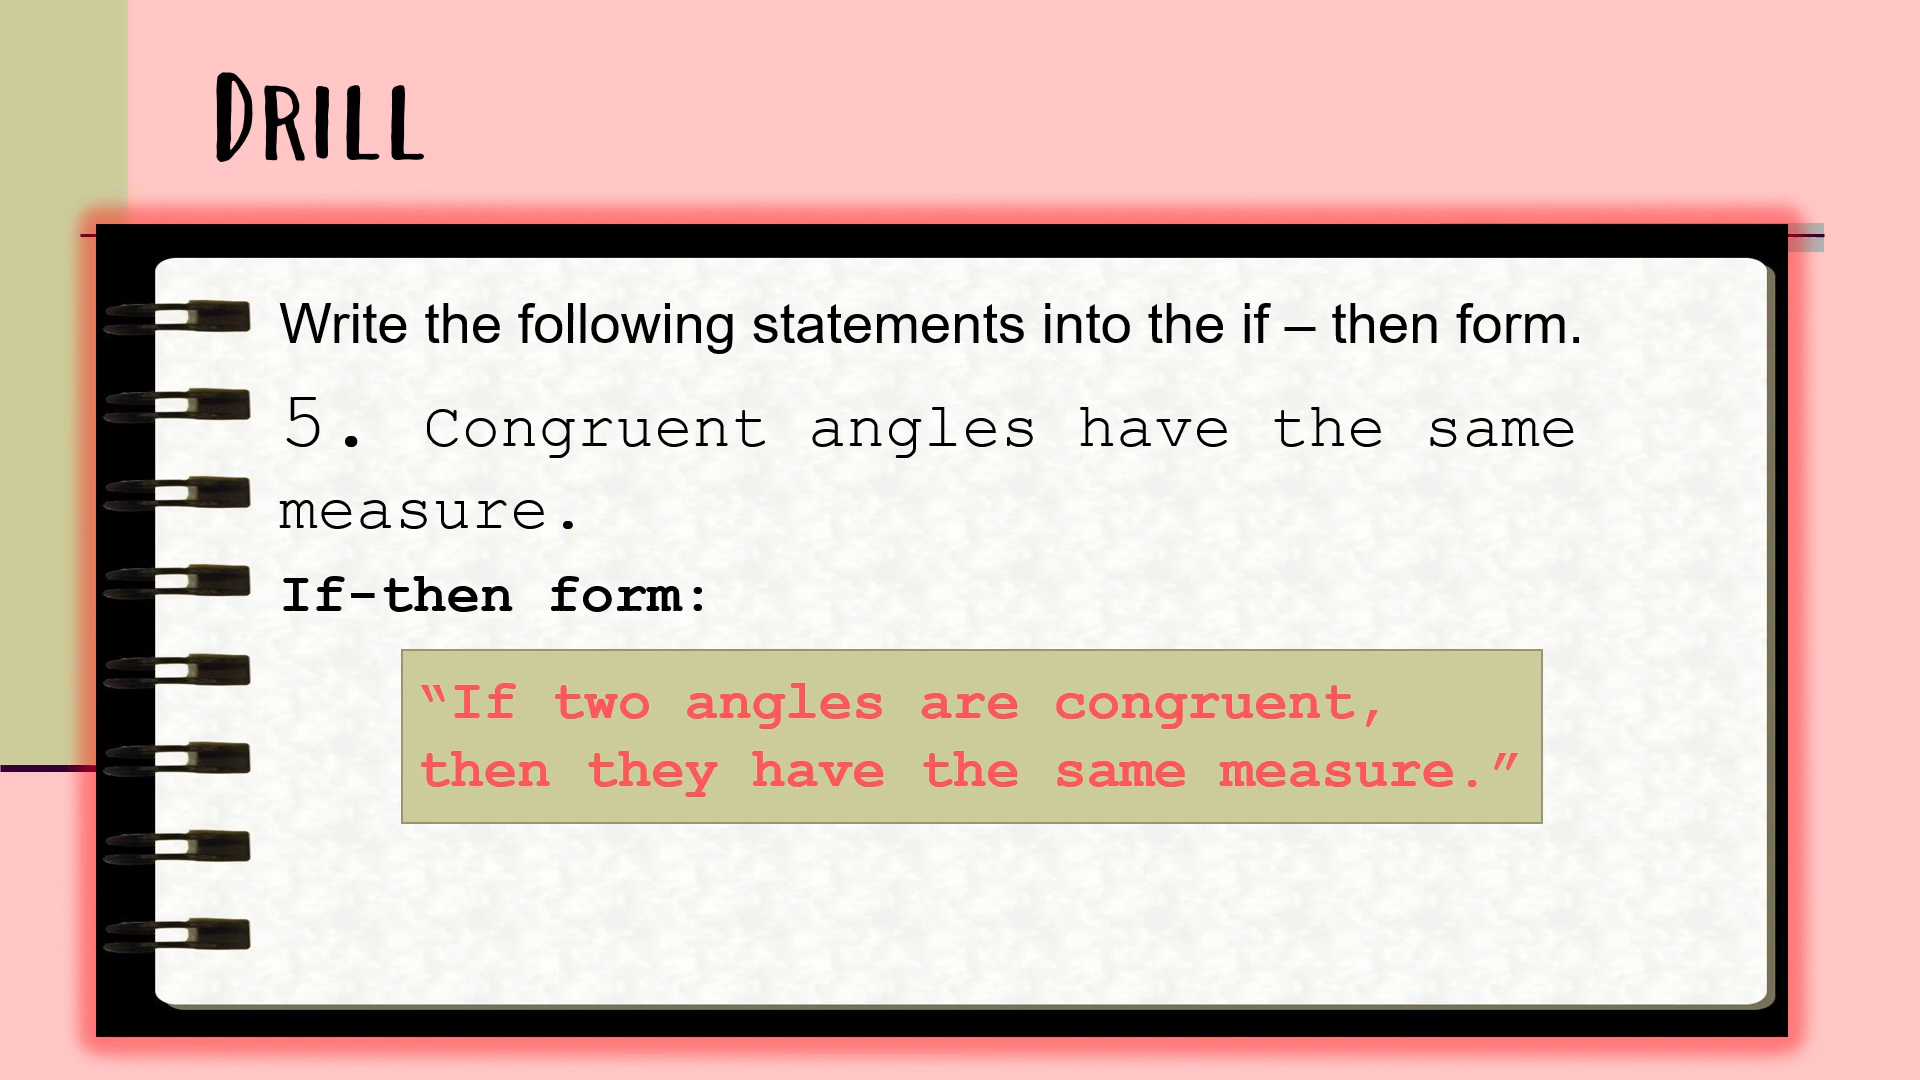 DRILL
Write the following statements into the if – then form.
5. Congruent angles have the same
measure.
If-then form:
“If two angles are congruent,
then they have the same measure.”